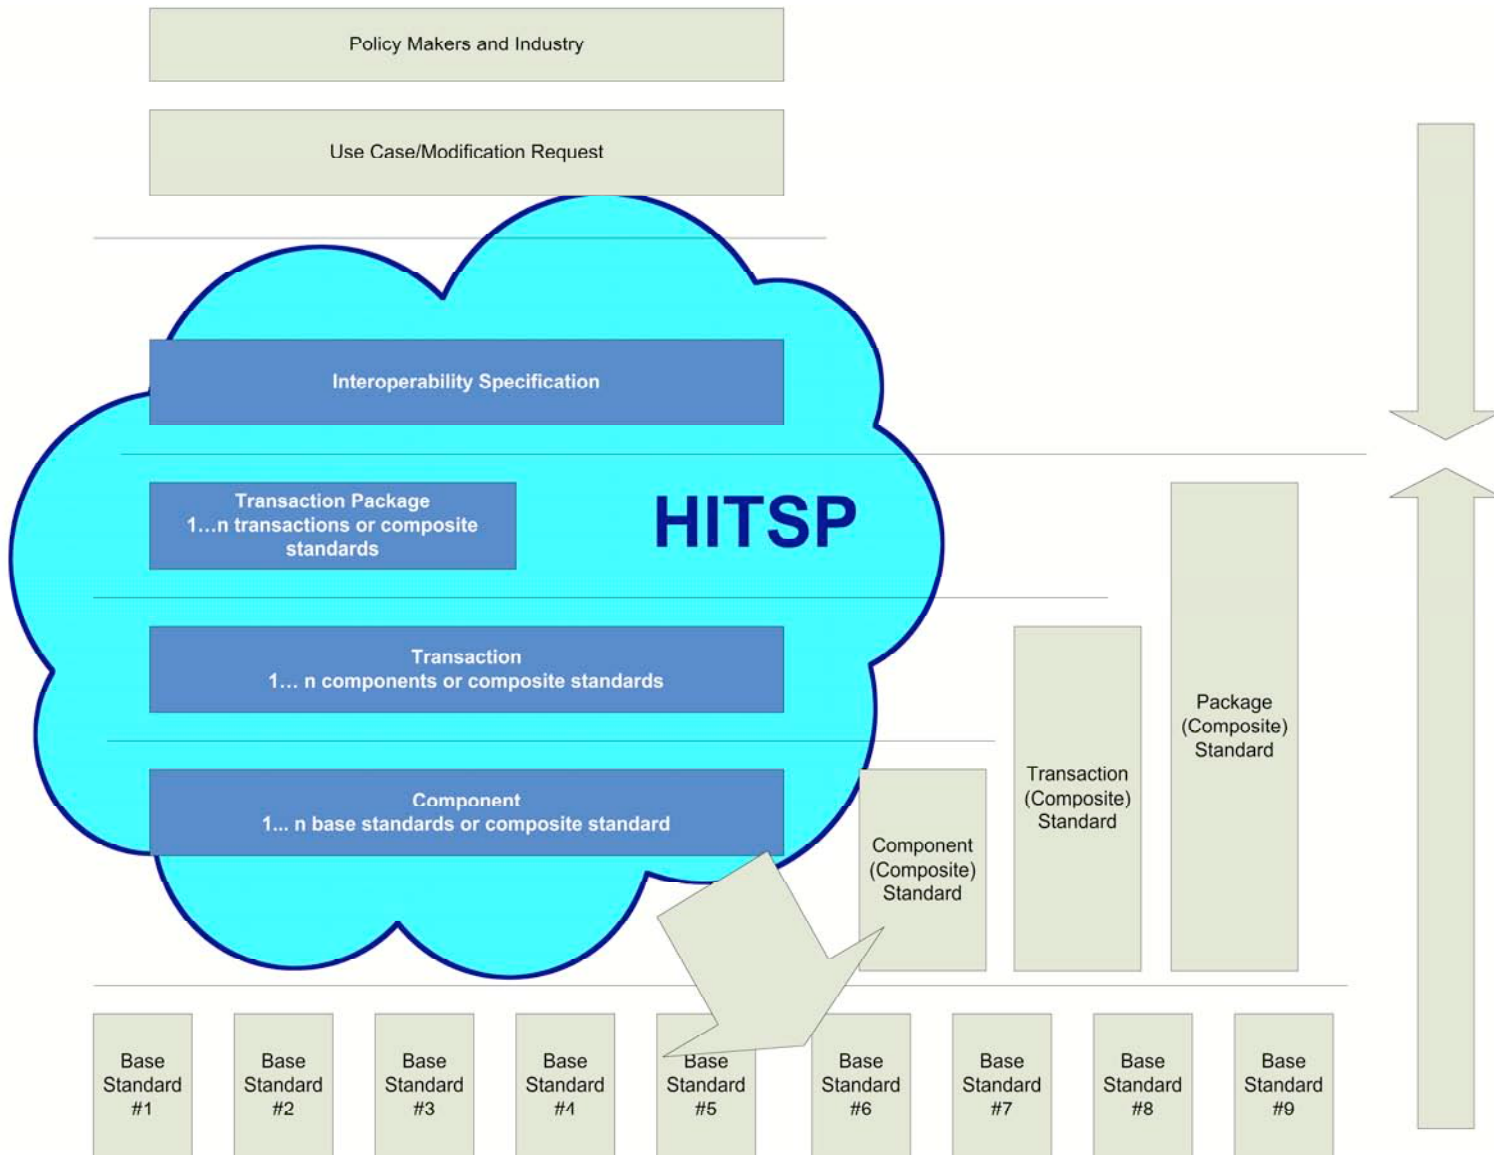 Policy Makers and Industry
Use Case/Modification Request
Interoperability Specification
Transaction Package
1…n transactions or composite
standards
HITSP
Transaction
1… n components or composite standards
Component
1... n base standards or composite standard
Component
(Composite)
Standard
Transaction
(Composite)
Standard
Package
(Composite)
Standard
Base
Standard
#1
Base
Standard
#2
Base
Standard
#3
Base
Standard
#4
Base
Standard
#5
Base
Standard
#6
Base
Standard
#7
Base
Standard
#8
Base
Standard
#9